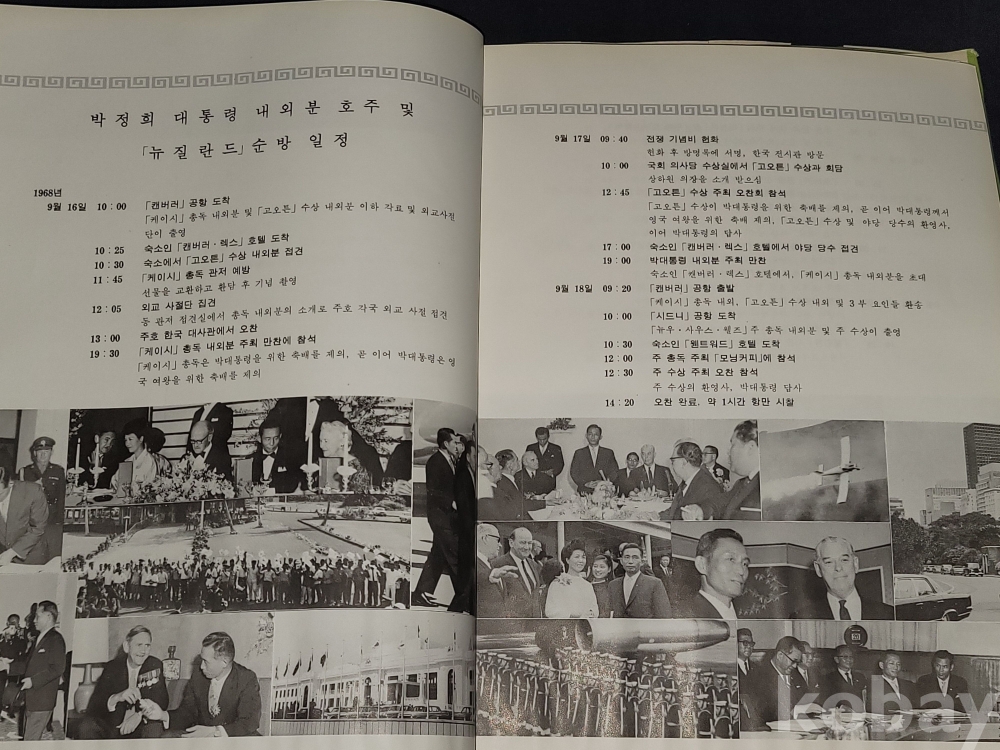 박정희 대통령 내외분 호주 및
「뉴질란드」순방 일정
1968년
9월 16일 10:00 「캔버러」공항 도착
「케이시」총독 내외분 및 「고오튼」수상 내외분 이하 각료 및 외교사절
단이 출영
10:25 숙소인 「캔버러·렉스」호텔 도착
10:30 숙소에서 「고오튼」수상 내외분 접견
11:45 「케이시」총독 관저 예방
선물을 교환하고 환담 후 기념 촬영
12:05 외교 사절단 접견
동 관저 접견실에서 총독 내외분의 소개로 주호 각국 외교 사절 접견
13:00 주호 한국 대사관에서 오찬
19:30 「케이시」총독 내외분 주최 만찬에 참석
「케이시」총독은 박대통령을 위한 축배를 제의, 곧 이어 박대통령은 영
국 여왕을 위한 축배를 제의
9월 17일 09:40 전쟁 기념비 헌화
헌화 후 방명록에 서명, 한국 전시관 방문
10:00 국회 의사당 수상실에서 「고오튼」수상과 회담
상하원 의장을 소개 받으심
12:45 「고오튼」수상 주최 오찬회 참석
「고오튼」수상이 박대통령을 위한 축배를 제의, 곧 이어 박대통령께서
영국 여왕을 위한 축배 제의, 「고오튼」수상 및 야당 당수의 환영사,
이어 박대통령의 답사
17:00 숙소인 「캔버러·렉스」호텔에서 야당 당수 접견
19:00 박대통령 내외분 주최 만찬
숙소인 「캔버러·렉스」호텔에서, 「케이시」총독 내외분을 초대
9월 18일 09:20 「캔버러」공항 출발
「케이시」총독 내외, 「고오튼」수상 내외 및 3부 요인들 환송
10:00 「시드니」공항 도착
「뉴우·사우스·웰즈」주 총독 내외분 및 주 수상이 출영
10:30 숙소인 「웬트워드」호텔 도착
12:00 주 총독 주최 「모닝커피」에 참석
12:30 주 수상 주최 오찬 참석
주 수상의 환영사, 박대통령 답사
14:20 오찬 완료. 약 1시간 항만 시찰
kobay